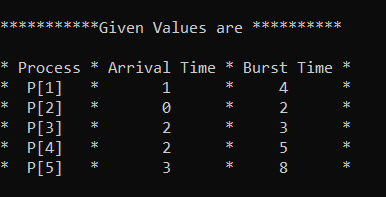 ***********Given Values are **********
* Process * Arrival Time * Burst Time *
*  P[1]   *       1      *     4      *
*  P[2]   *       0      *     2      *
*  P[3]   *       2      *     3      *
*  P[4]   *       2      *     5      *
*  P[5]   *       3      *     8      *